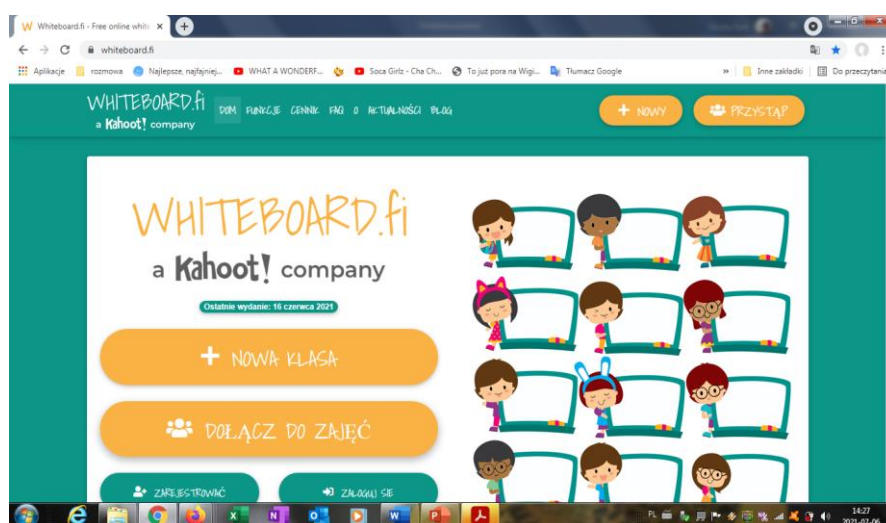 Whiteboard.fi - Free online white
whiteboard.fi
Aplikacje rozmowa Najlepsze, najfajniej... WHAT A WONDERF... Soca Girlz - Cha Ch... To już pora na Wigi... Tłumacz Google » Inne zakładki Do przeczytania
WHITEBOARD.fi
a Kahoot! company
DOM FUNKCJE CENNIK FAQ O AKTUALNOŚCI BLOG
+ NOWY PRZYSTĄP
WHITEBOARD.fi
a Kahoot! company
Ostatnie wydanie: 16 czerwca 2021
+ NOWA KLASA
DOŁĄCZ DO ZAJĘĆ
ZAREJESTROWAĆ ZALOGUJ SIE
PL 14:27
2021-07-06